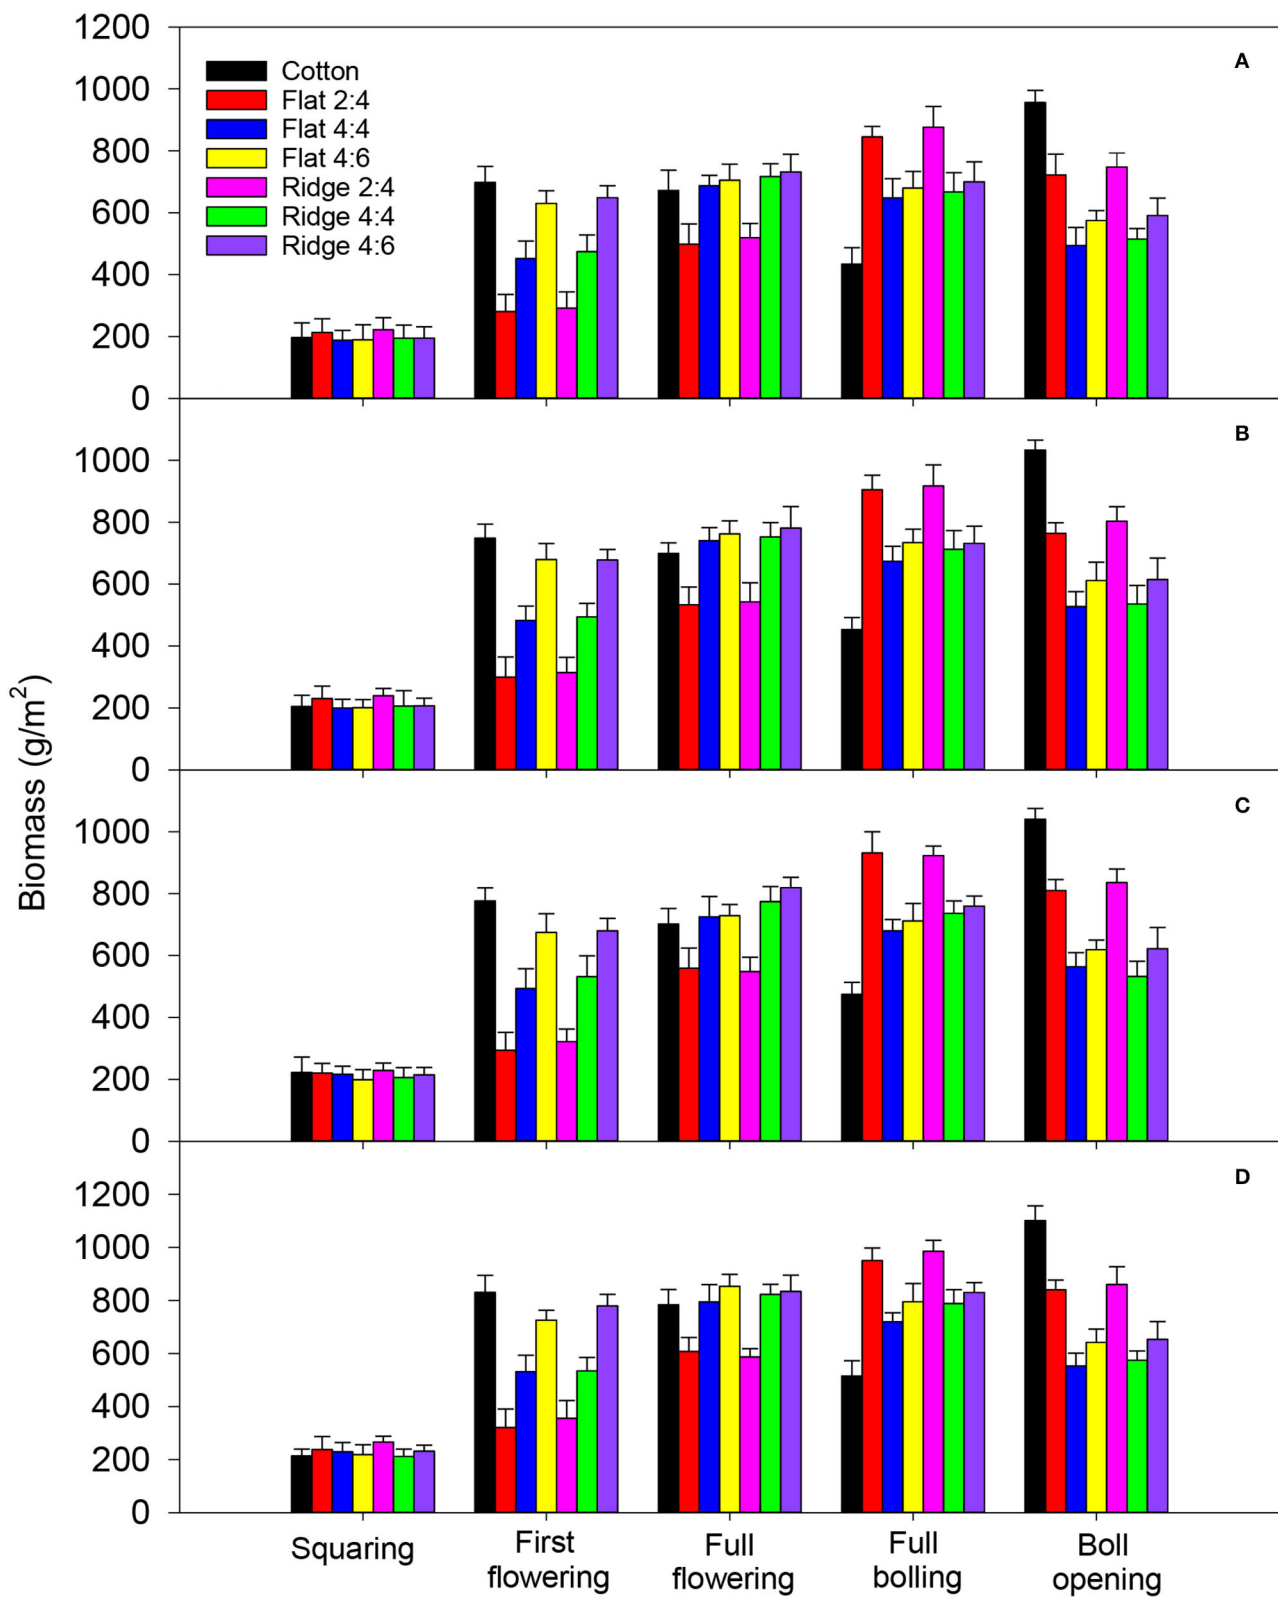 1200
A
1000
800
600
400
200
0
Cotton
Flat 2:4
Flat 4:4
Flat 4:6
Ridge 2:4
Ridge 4:4
Ridge 4:6
B
1000
800
600
400
200
0
Biomass (g/m²)
C
1000
800
600
400
200
0
D
1200
1000
800
600
400
200
0
Squaring
First
flowering
Full
flowering
Full
bolling
Boll
opening